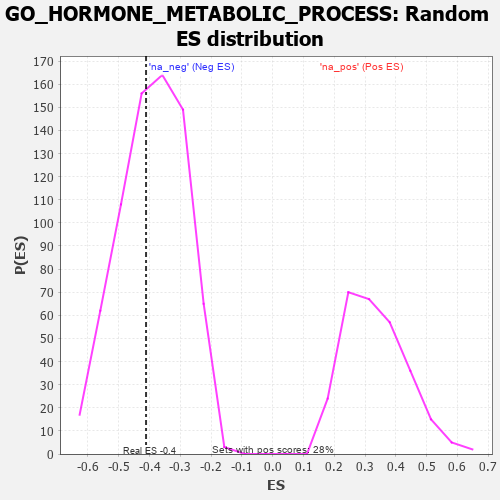 GO_HORMONE_METABOLIC_PROCESS: Random
ES distribution
'na_neg' (Neg ES)
'na_pos' (Pos ES)
170
160
150
140
130
120
110
100
90
80
70
60
50
40
30
20
10
0
P(ES)
Real ES -0.4
Sets with pos scores: 28%
-0.6 -0.5 -0.4 -0.3 -0.2 -0.1 0.0 0.1 0.2 0.3 0.4 0.5 0.6 0.7
ES